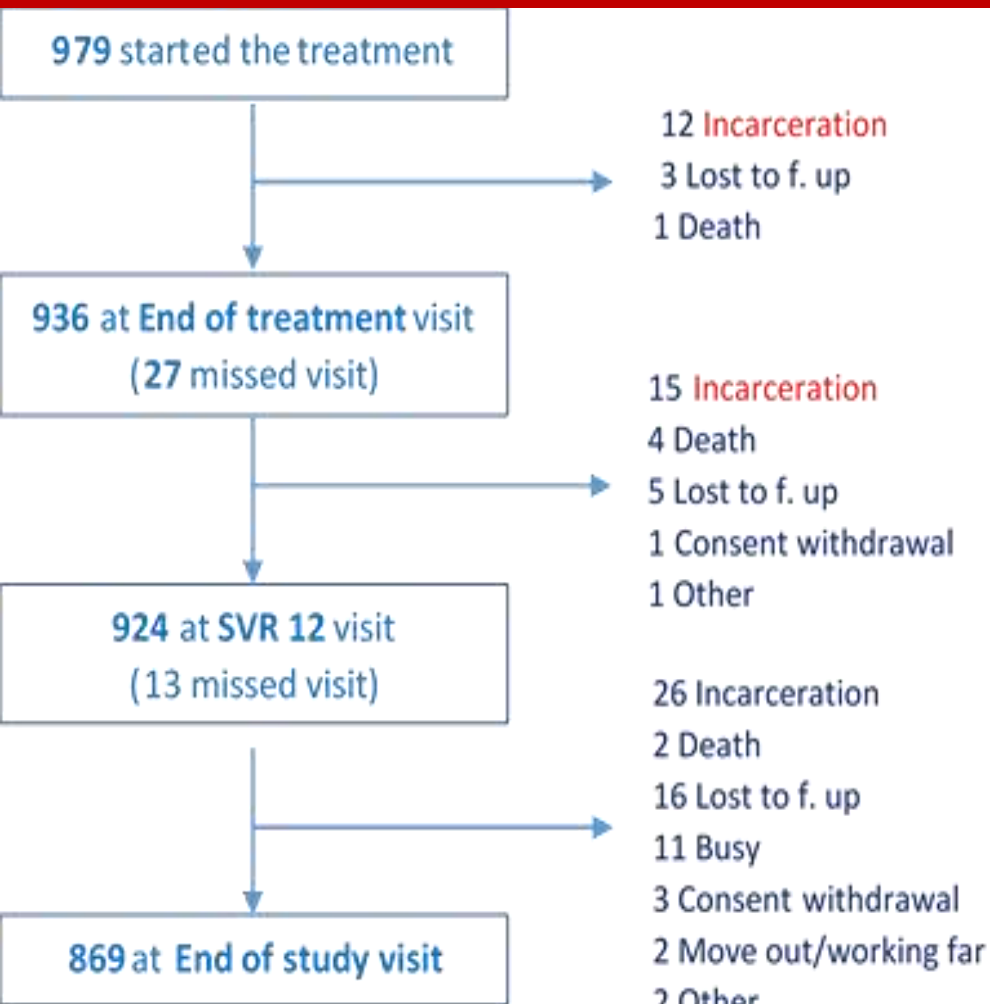 979 started the treatment
12 Incarceration
3 Lost to f. up
1 Death
936 at End of treatment visit
(27 missed visit)
15 Incarceration
4 Death
5 Lost to f. up
1 Consent withdrawal
1 Other
924 at SVR 12 visit
(13 missed visit)
26 Incarceration
2 Death
16 Lost to f. up
11 Busy
3 Consent withdrawal
2 Move out/working far
2 Other
869 at End of study visit